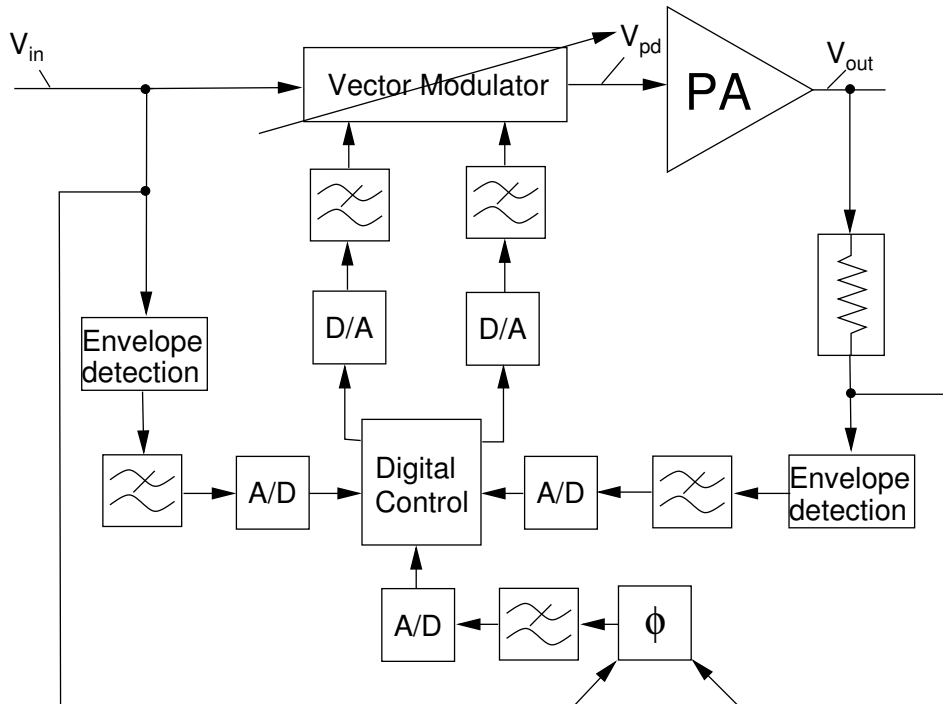 V_in
Vector Modulator
V_pd
PA
V_out
D/A
D/A
Envelope
detection
Digital
Control
A/D
A/D
Envelope
detection
A/D
ϕ